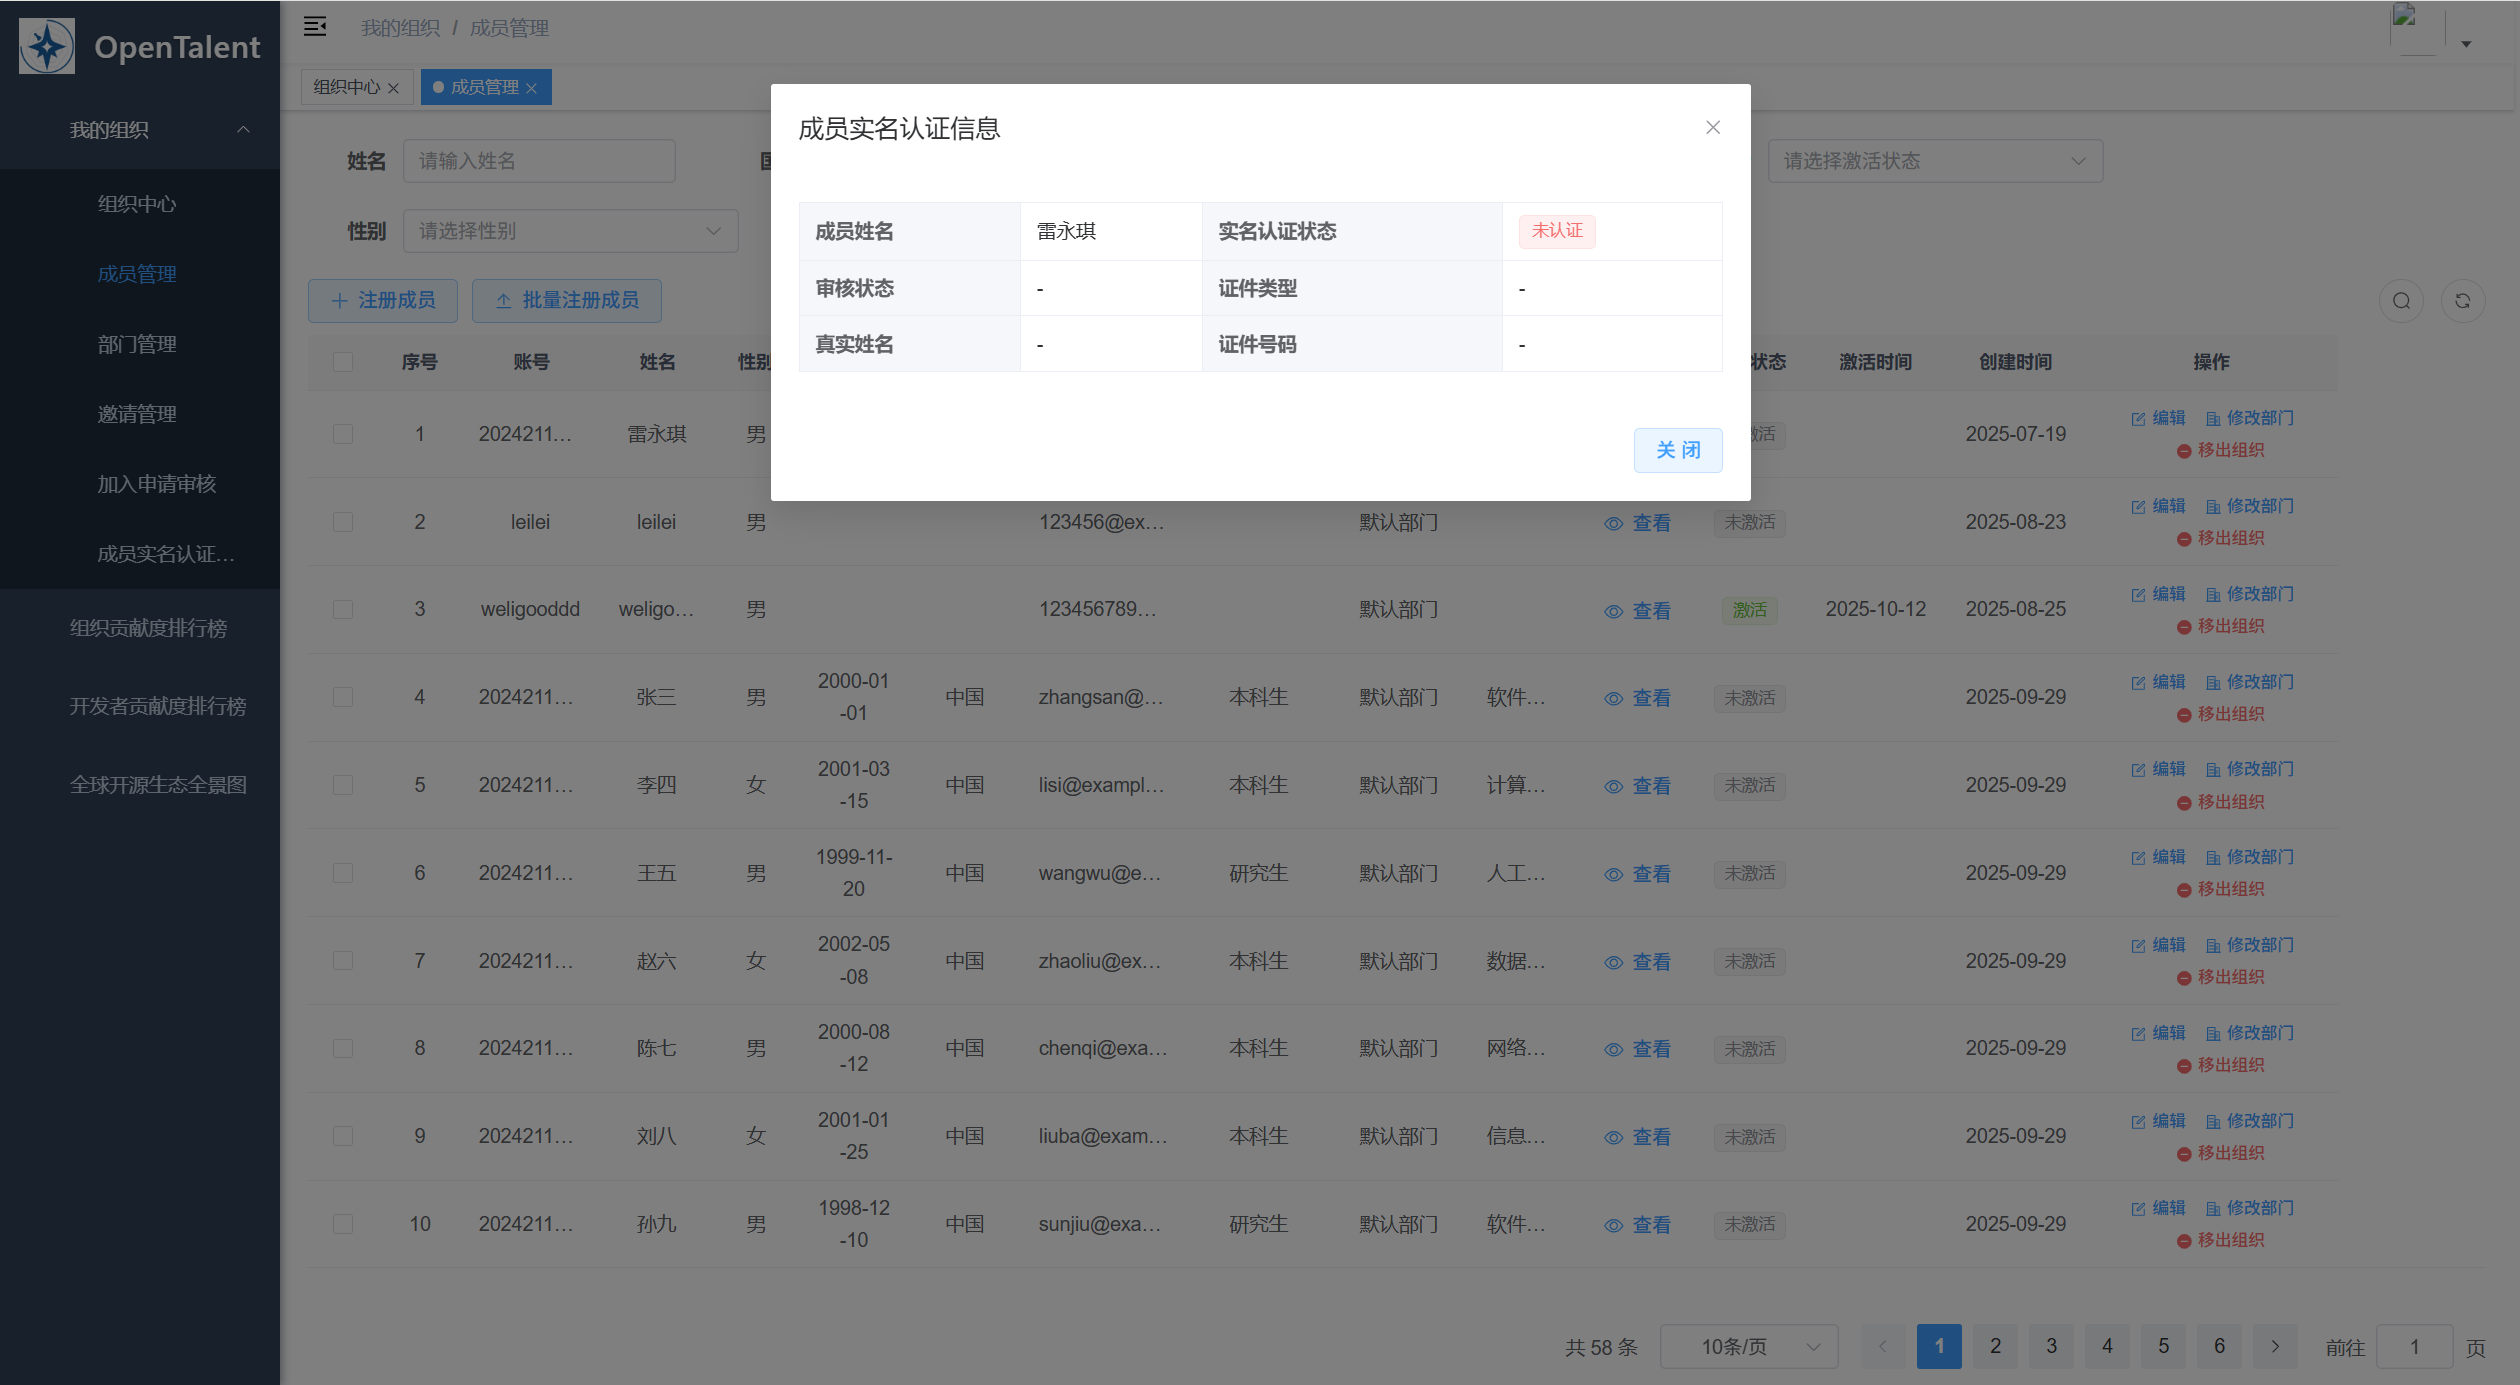 OpenTalent
我的组织
组织中心
成员管理
部门管理
邀请管理
加入申请审核
成员实名认证...
组织贡献度排行榜
开发者贡献度排行榜
全球开源生态全景图
我的组织 / 成员管理
组织中心 成员管理
姓名 请输入姓名 请选择激活状态
性别 请选择性别
注册成员 批量注册成员
成员实名认证信息
成员姓名 雷永琪 实名认证状态 未认证
审核状态 - 证件类型 -
真实姓名 - 证件号码 -
关 闭
序号 账号 姓名 性别 状态 激活时间 创建时间 操作
1 2024211... 雷永琪 男 激活 2025-07-19 编辑 修改部门
移出组织
2 leilei leilei 男 123456@ex... 默认部门 查看 未激活 2025-08-23 编辑 修改部门
移出组织
3 weligooddd weligo... 男 123456789... 默认部门 查看 激活 2025-10-12 2025-08-25 编辑 修改部门
移出组织
4 2024211... 张三 男 2000-01-01 中国 zhangsan@... 本科生 默认部门 软件... 查看 未激活 2025-09-29 编辑 修改部门
移出组织
5 2024211... 李四 女 2001-03-15 中国 lisi@exampl... 本科生 默认部门 计算... 查看 未激活 2025-09-29 编辑 修改部门
移出组织
6 2024211... 王五 男 1999-11-20 中国 wangwu@e... 研究生 默认部门 人工... 查看 未激活 2025-09-29 编辑 修改部门
移出组织
7 2024211... 赵六 女 2002-05-08 中国 zhaoliu@ex... 本科生 默认部门 数据... 查看 未激活 2025-09-29 编辑 修改部门
移出组织
8 2024211... 陈七 男 2000-08-12 中国 chenqi@exa... 本科生 默认部门 网络... 查看 未激活 2025-09-29 编辑 修改部门
移出组织
9 2024211... 刘八 女 2001-01-25 中国 liuba@exam... 本科生 默认部门 信息... 查看 未激活 2025-09-29 编辑 修改部门
移出组织
10 2024211... 孙九 男 1998-12-10 中国 sunjiu@exa... 研究生 默认部门 软件... 查看 未激活 2025-09-29 编辑 修改部门
移出组织
共 58 条 10条/页 1 2 3 4 5 6 前往 1 页